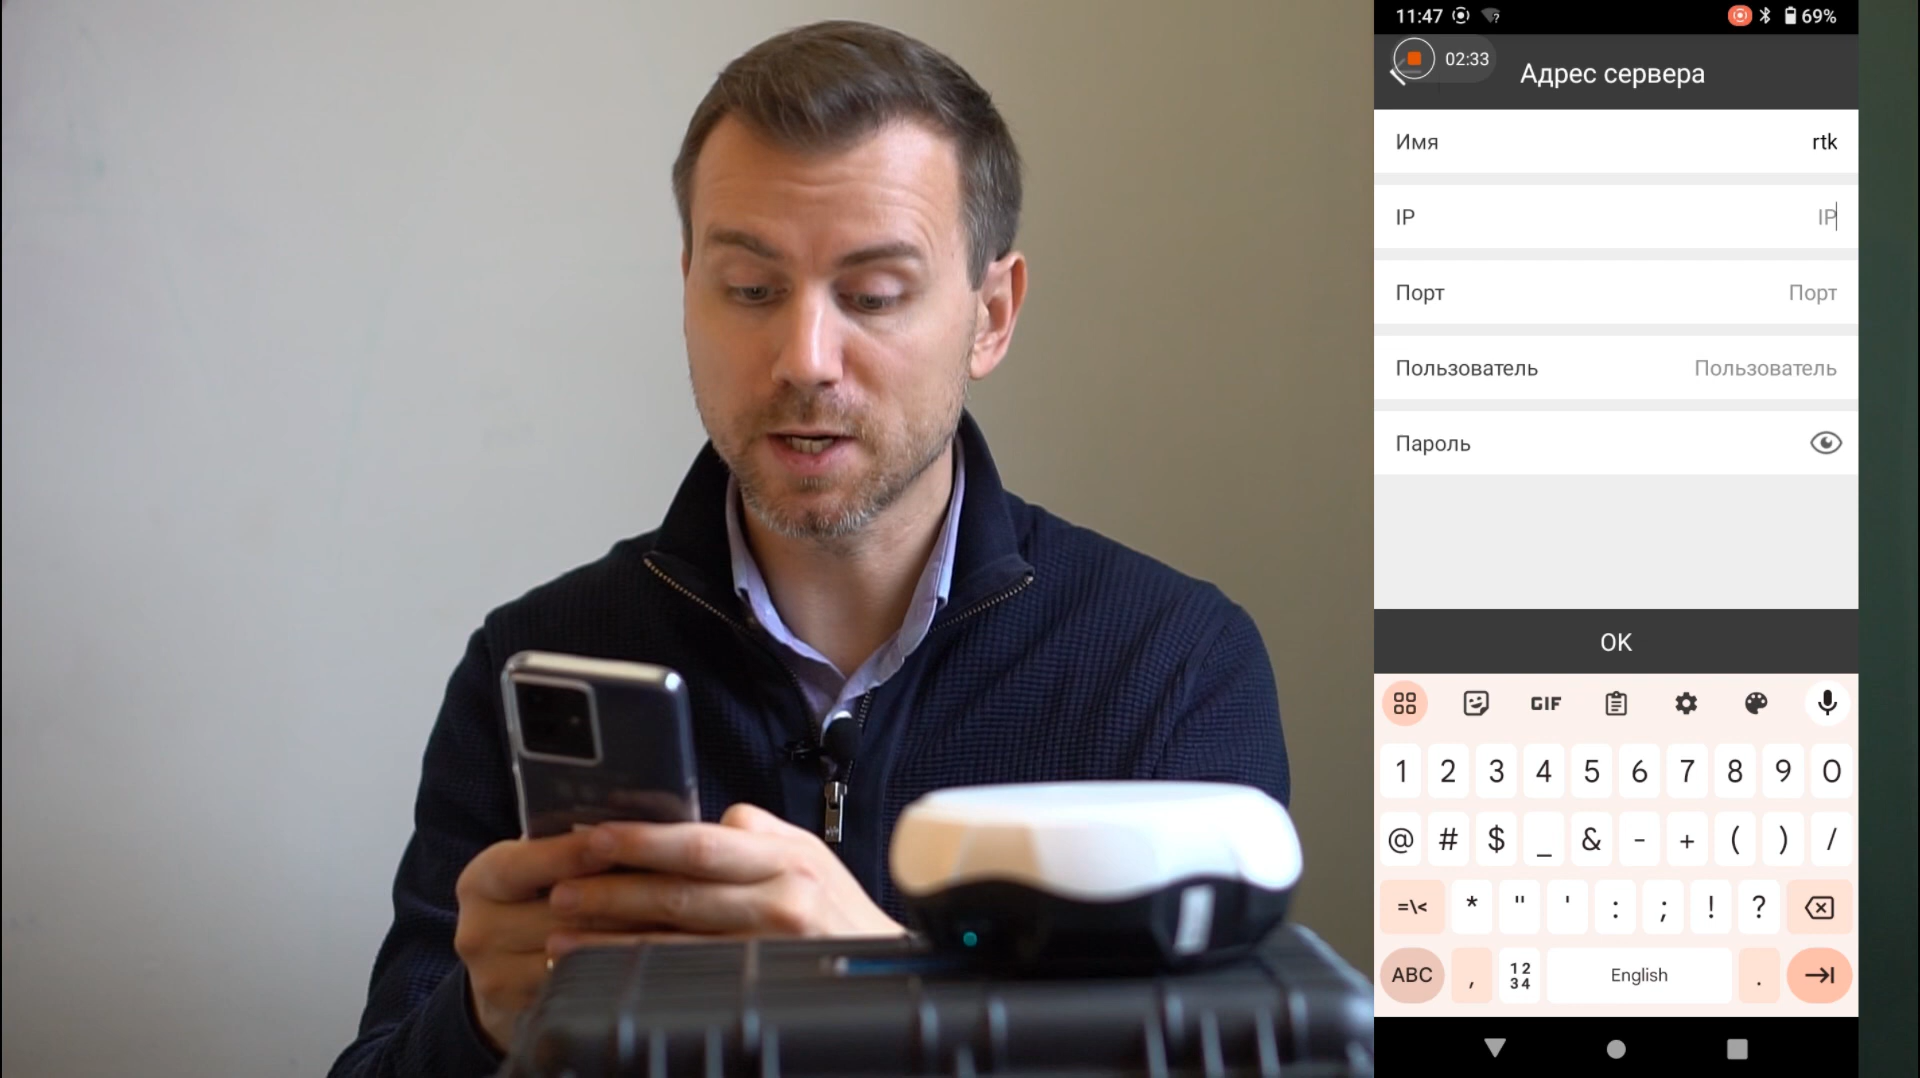 11:47
69%
02:33
Адрес сервера
Имя rtk
IP IP
Порт Порт
Пользователь Пользователь
Пароль
OK
GIF
1 2 3 4 5 6 7 8 9 0
@ # $ _ & - + ( ) /
=\< * " ' : ; ! ?
ABC , 12 34 English .